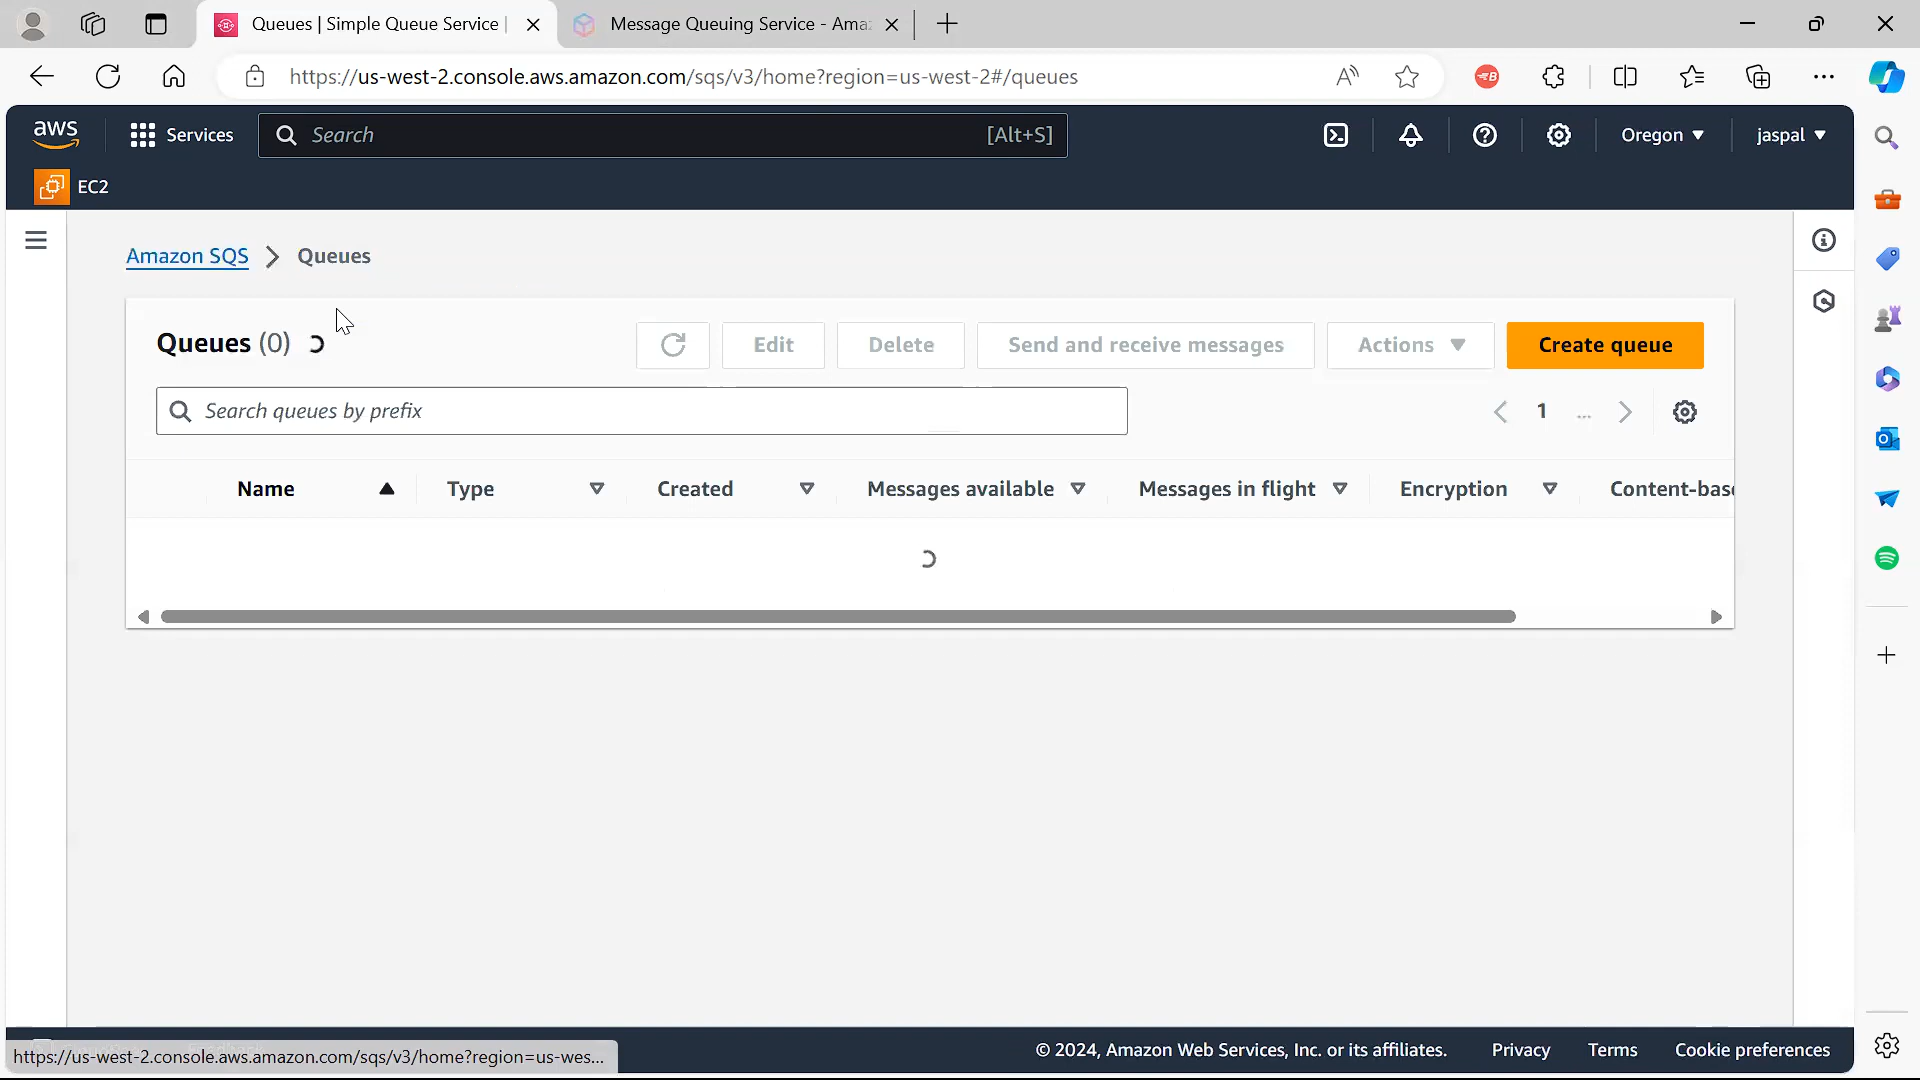 Queues | Simple Queue Service |
Message Queuing Service - Ama
https://us-west-2.console.aws.amazon.com/sqs/v3/home?region=us-west-2#/queues
aws
Services
Search
[Alt+S]
Oregon
jaspal
EC2
Amazon SQS
Queues
Queues (0)
Edit
Delete
Send and receive messages
Actions
Create queue
Search queues by prefix
1
...
Name
Type
Created
Messages available
Messages in flight
Encryption
Content-base
https://us-west-2.console.aws.amazon.com/sqs/v3/home?region=us-wes...
© 2024, Amazon Web Services, Inc. or its affiliates.
Privacy
Terms
Cookie preferences